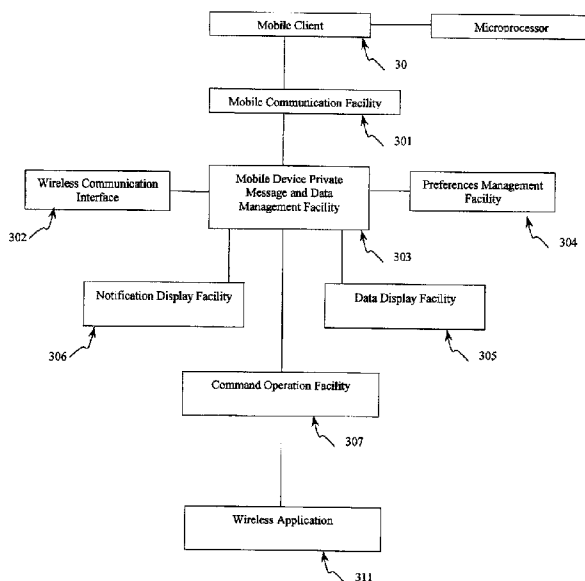 Mobile Client
Microprocessor
30
Mobile Communication Facility
301
Wireless Communication
Interface
302
Mobile Device Private
Message and Data
Management Facility
303
Preferences Management
Facility
304
Notification Display Facility
306
Data Display Facility
305
Command Operation Facility
307
Wireless Application
311